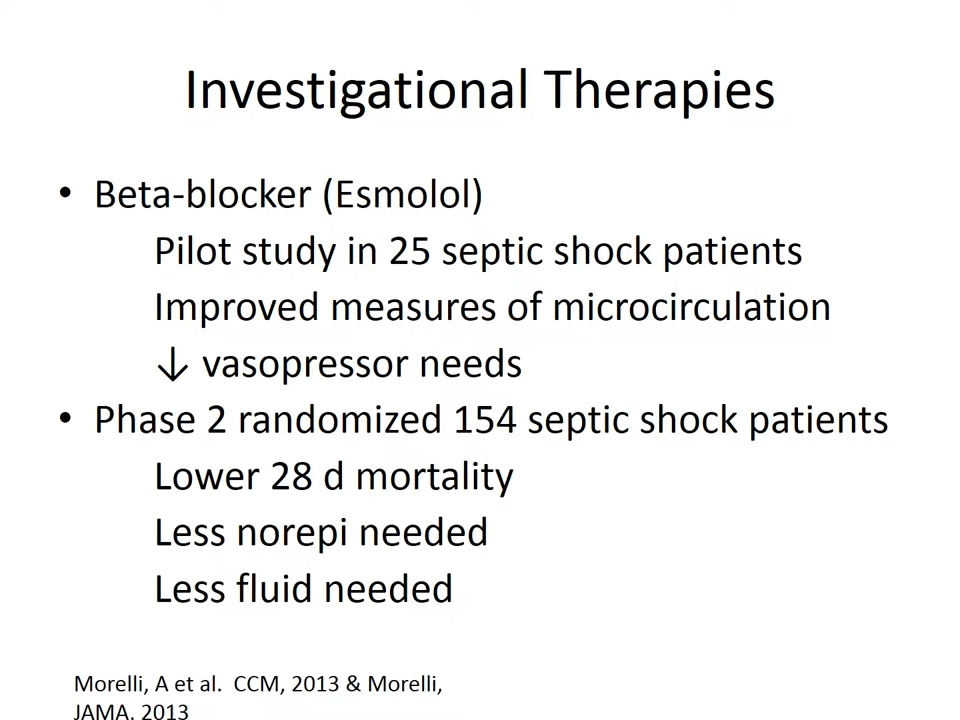 Investigational Therapies
• Beta-blocker (Esmolol)
Pilot study in 25 septic shock patients
Improved measures of microcirculation
↓ vasopressor needs
• Phase 2 randomized 154 septic shock patients
Lower 28 d mortality
Less norepi needed
Less fluid needed
Morelli, A et al.  CCM, 2013 & Morelli,
JAMA. 2013